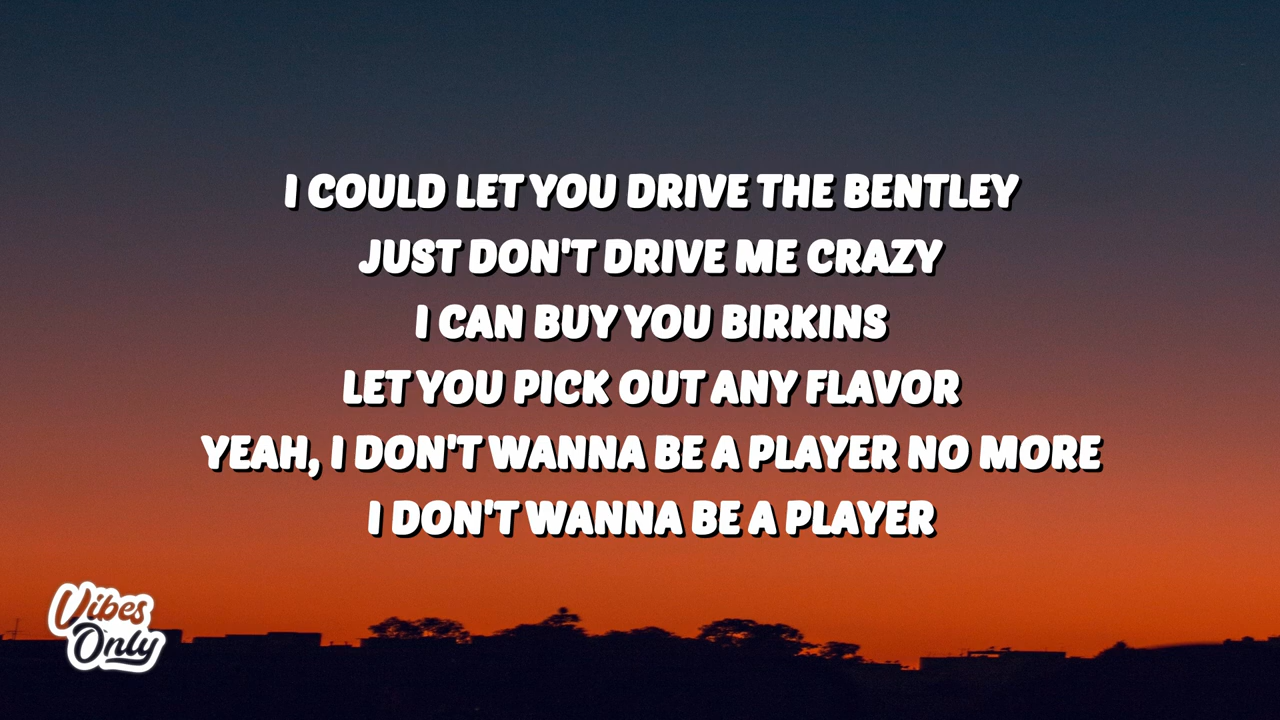 I COULD LET YOU DRIVE THE BENTLEY
JUST DON'T DRIVE ME CRAZY
I CAN BUY YOU BIRKINS
LET YOU PICK OUT ANY FLAVOR
YEAH, I DON'T WANNA BE A PLAYER NO MORE
I DON'T WANNA BE A PLAYER
Vibes
Only